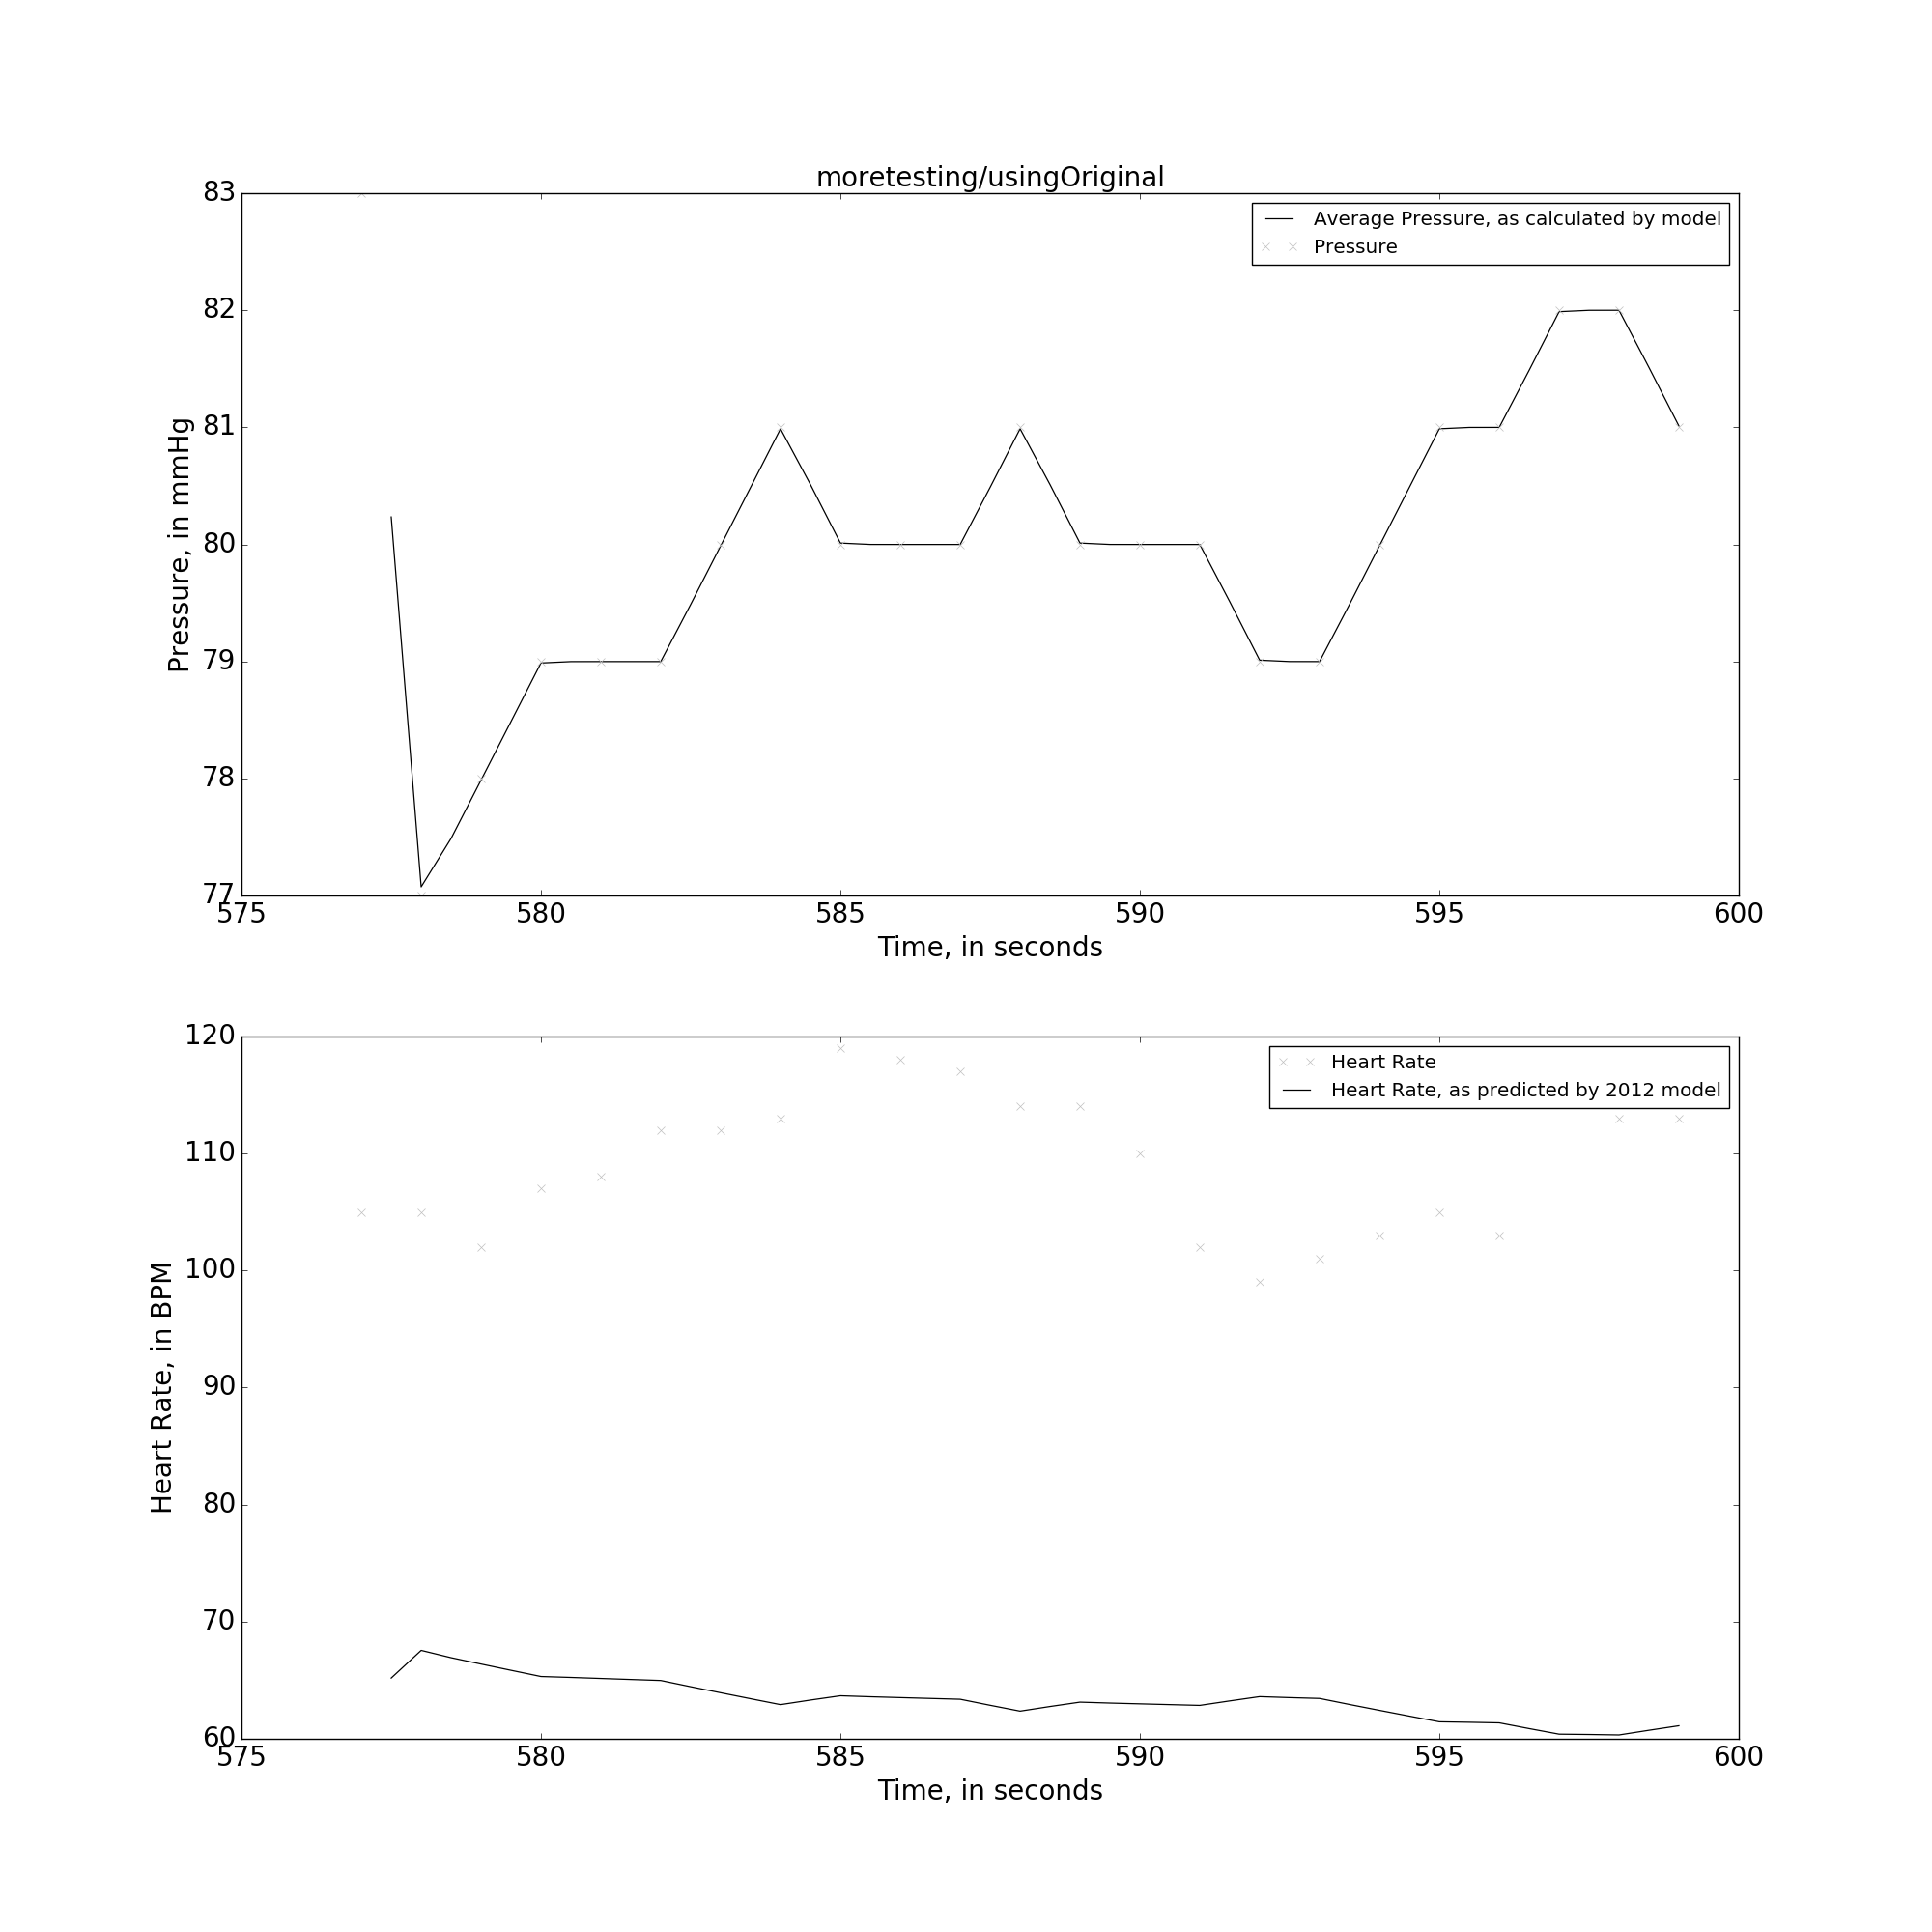 moretesting/usingOriginal
83
Average Pressure, as calculated by model
Pressure
82
81
80
79
78
77
Pressure, in mmHg
575 580 585 590 595 600
Time, in seconds
120
Heart Rate
Heart Rate, as predicted by 2012 model
110
100
90
80
70
60
Heart Rate, in BPM
575 580 585 590 595 600
Time, in seconds